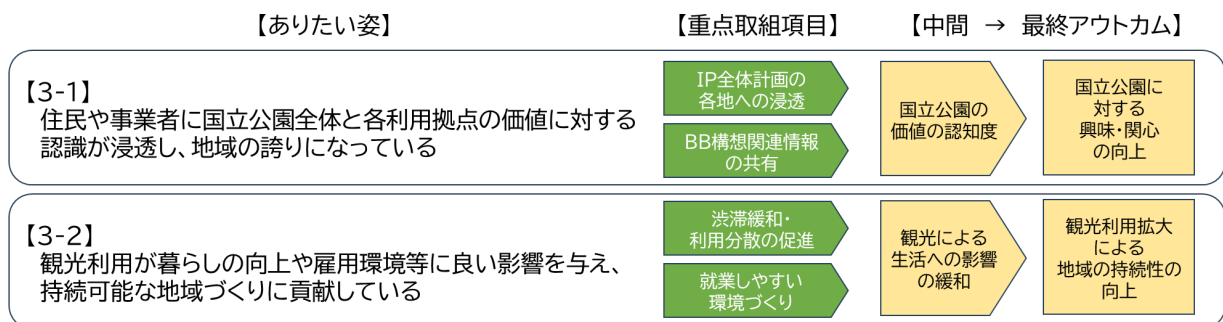 【ありたい姿】
【重点取組項目】
【中間 → 最終アウトカム】
【3-1】
住民や事業者に国立公園全体と各利用拠点の価値に対する
認識が浸透し、地域の誇りになっている
IP全体計画の
各地への浸透
BB構想関連情報
の共有
国立公園の
価値の認知度
国立公園に
対する
興味・関心
の向上
【3-2】
観光利用が暮らしの向上や雇用環境等に良い影響を与え、
持続可能な地域づくりに貢献している
渋滞緩和・
利用分散の促進
就業しやすい
環境づくり
観光による
生活への影響
の緩和
観光利用拡大
による
地域の持続性の
向上